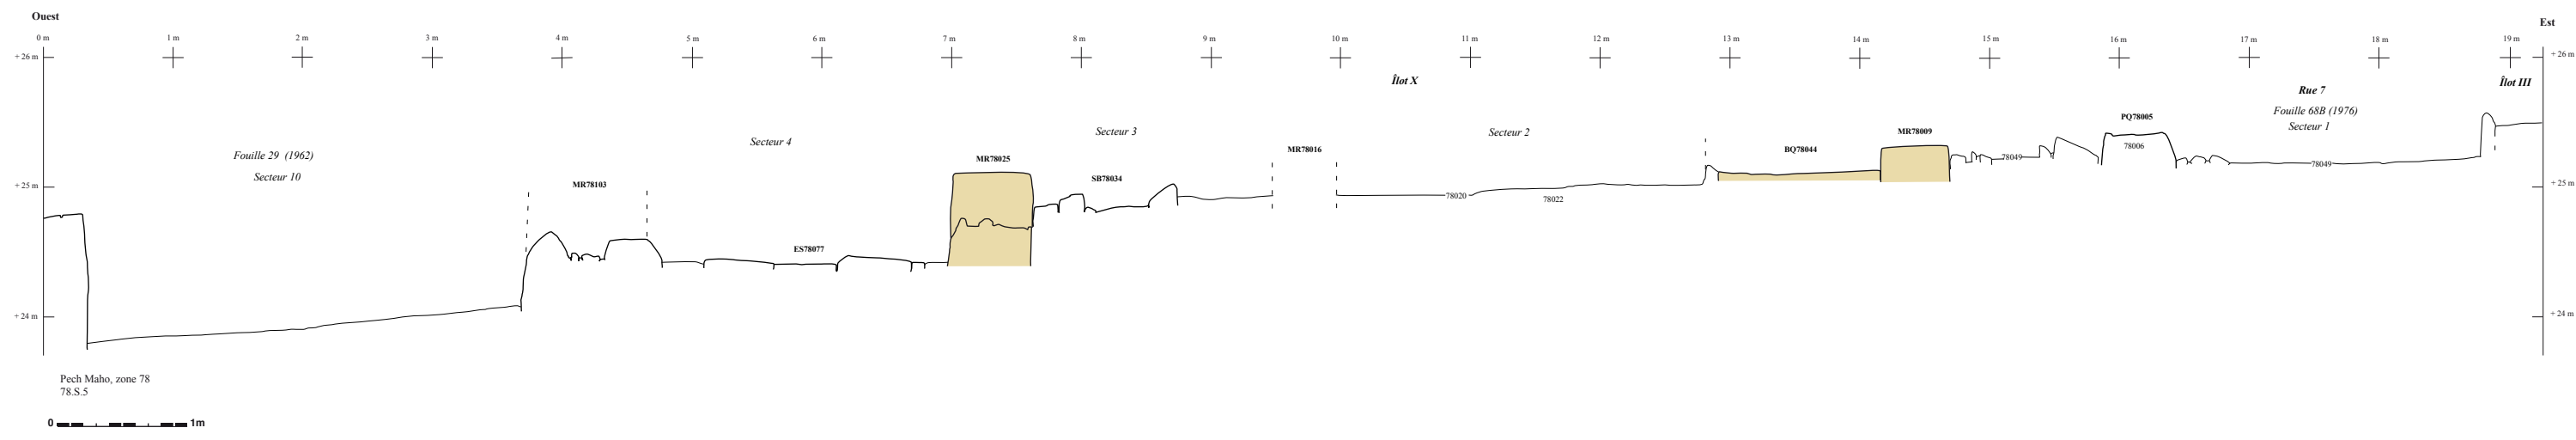 Ouest
Est
0 m 1 m 2 m 3 m 4 m 5 m 6 m 7 m 8 m 9 m 10 m 11 m 12 m 13 m 14 m 15 m 16 m 17 m 18 m 19 m
+ 26 m
+ 26 m
Îlot X
Îlot III
Rue 7
Fouille 68B (1976)
Secteur 1
PQ78005
78006
MR78009
Secteur 3
Secteur 2
Secteur 4
Fouille 29 (1962)
Secteur 10
MR78016
BQ78044
MR78025
78049
78049
SB78034
MR78103
+ 25 m
+ 25 m
78020
78022
ES78077
+ 24 m
+ 24 m
Pech Maho, zone 78
78.S.5
0 1m